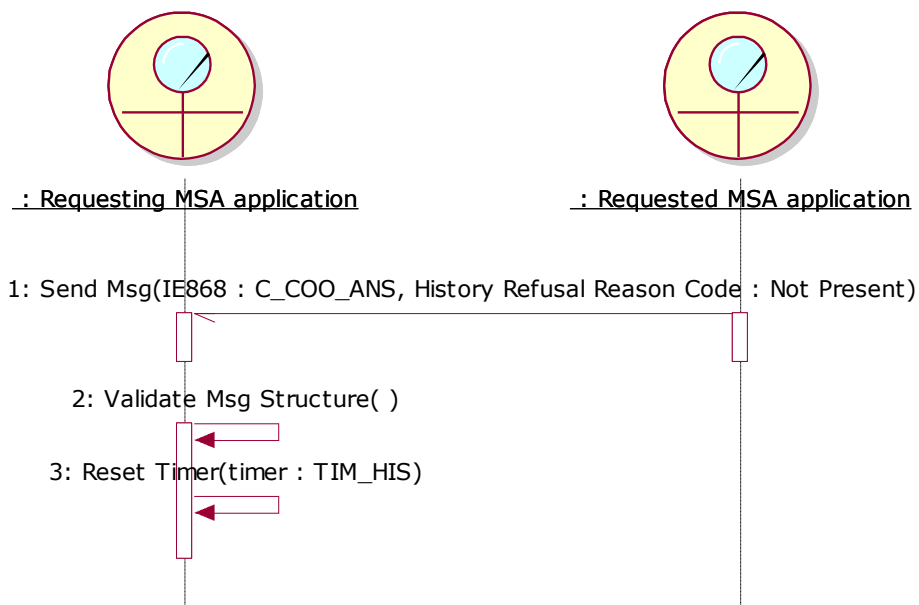 : Requesting MSA application
: Requested MSA application
1: Send Msg(IE868 : C_COO_ANS, History Refusal Reason Code : Not Present)
2: Validate Msg Structure( )
3: Reset Timer(timer : TIM_HIS)